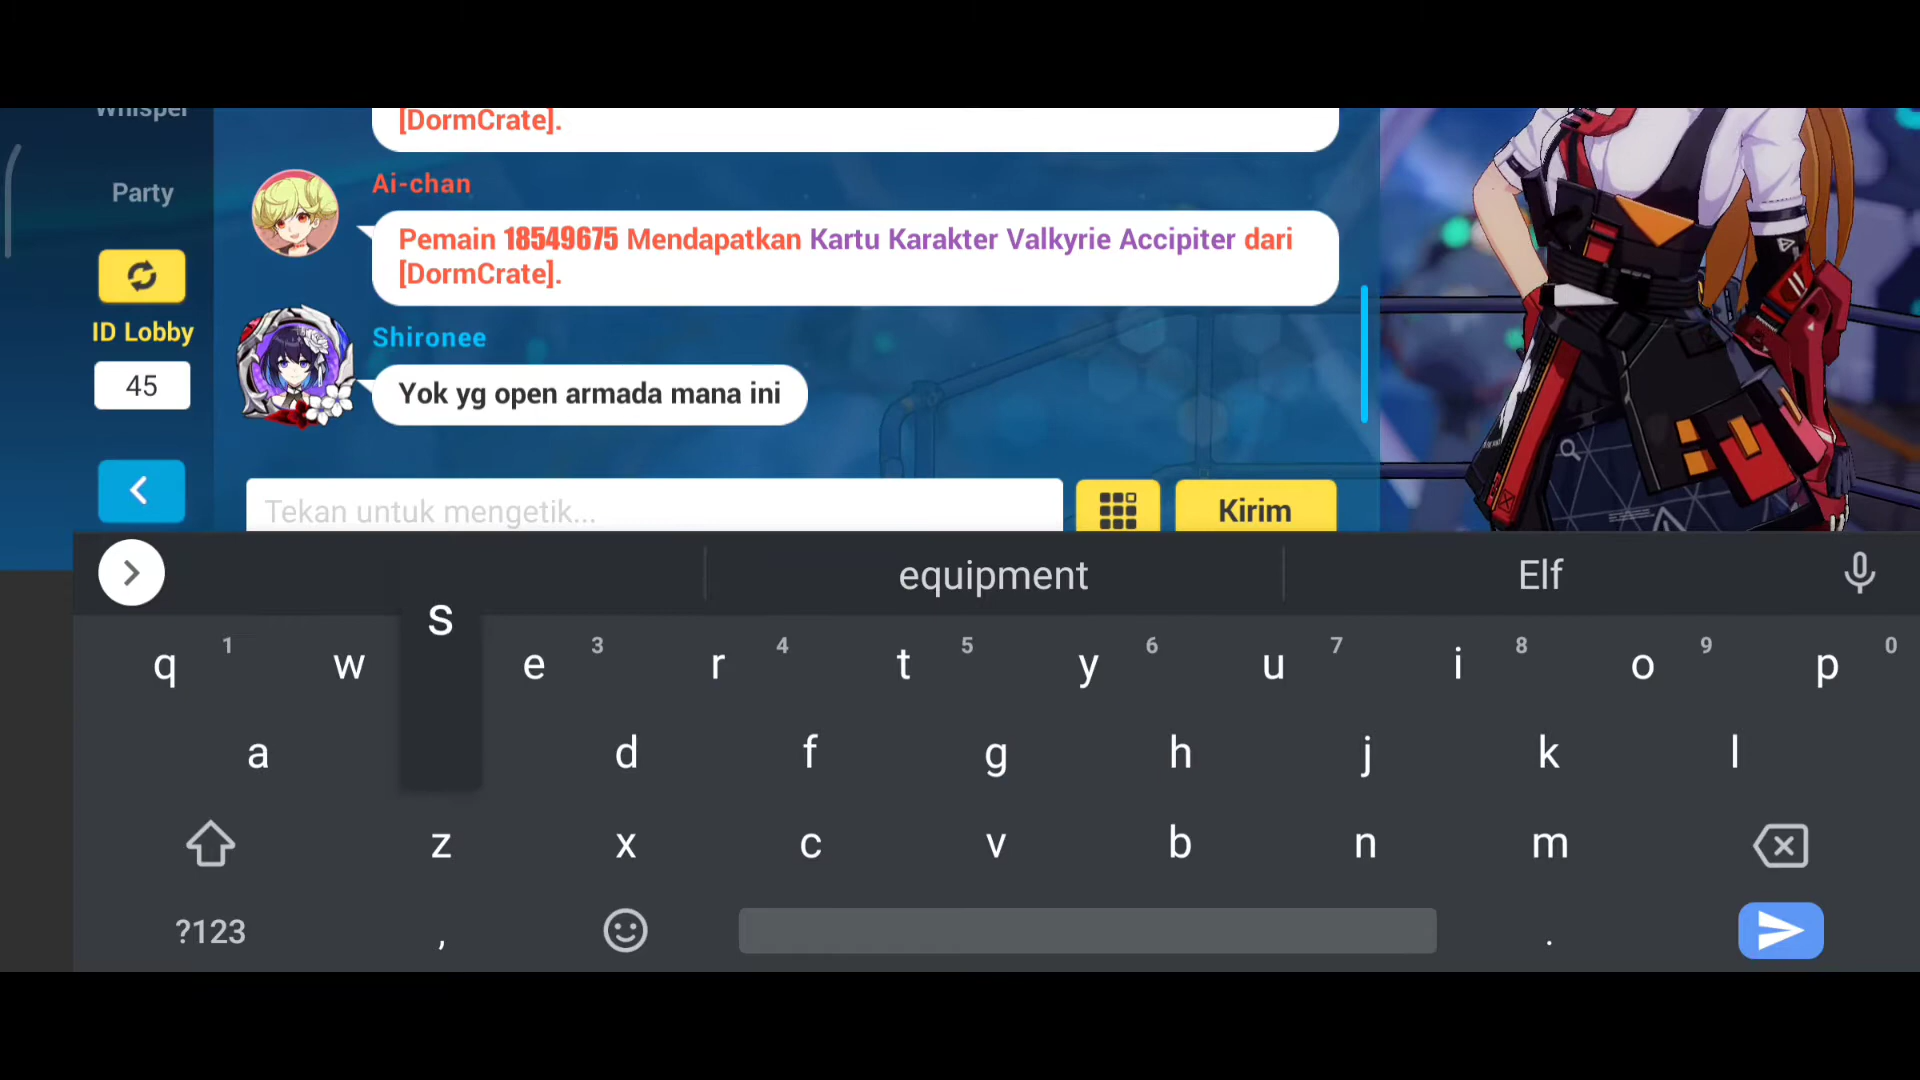 Whisper
[DormCrate].
Party
Ai-chan
Pemain 18549675 Mendapatkan Kartu Karakter Valkyrie Accipiter dari
[DormCrate].
ID Lobby
45
Shironee
Yok yg open armada mana ini
Tekan untuk mengetik...
Kirim
equipment
Elf
s
q 1 w e 3 r 4 t 5 y 6 u 7 i 8 o 9 p 0
a d f g h j k l
z x c v b n m
?123 , .